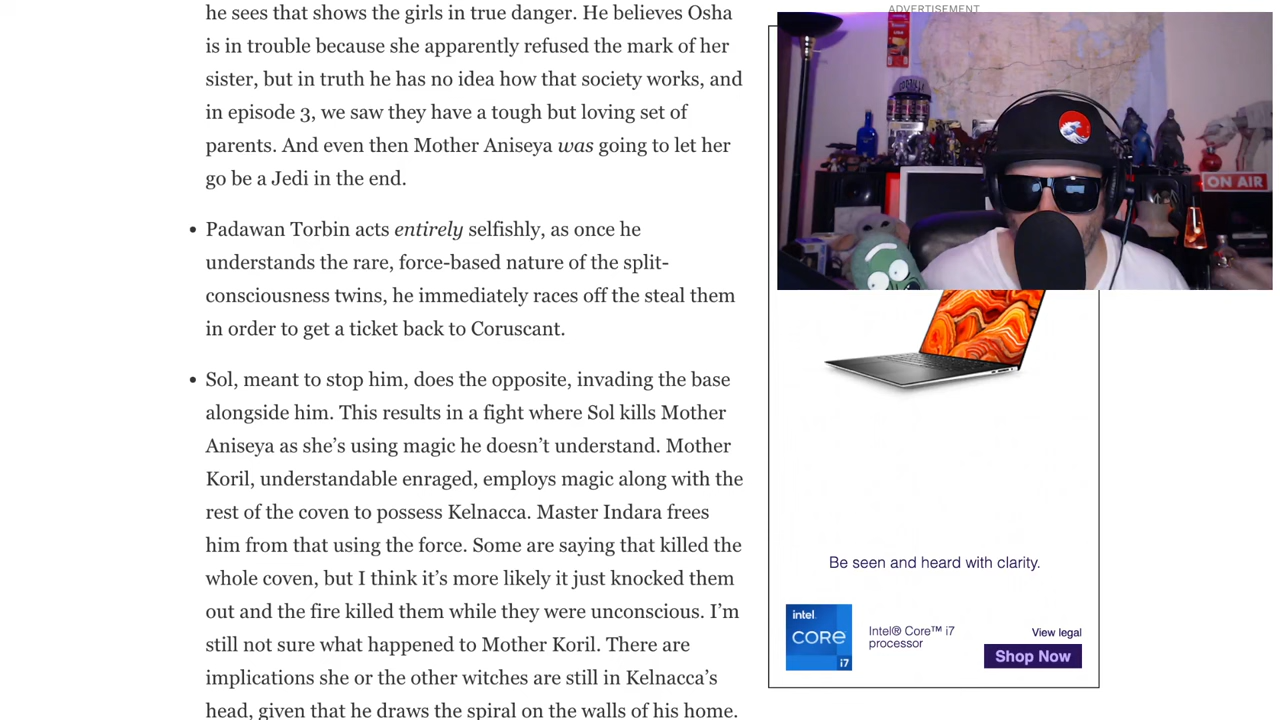 he sees that shows the girls in true danger. He believes Osha
is in trouble because she apparently refused the mark of her
sister, but in truth he has no idea how that society works, and
in episode 3, we saw they have a tough but loving set of
parents. And even then Mother Aniseya was going to let her
go be a Jedi in the end.
• Padawan Torbin acts entirely selfishly, as once he
understands the rare, force-based nature of the split-
consciousness twins, he immediately races off the steal them
in order to get a ticket back to Coruscant.
• Sol, meant to stop him, does the opposite, invading the base
alongside him. This results in a fight where Sol kills Mother
Aniseya as she’s using magic he doesn’t understand. Mother
Koril, understandable enraged, employs magic along with the
rest of the coven to possess Kelnacca. Master Indara frees
him from that using the force. Some are saying that killed the
whole coven, but I think it’s more likely it just knocked them
out and the fire killed them while they were unconscious. I’m
still not sure what happened to Mother Koril. There are
implications she or the other witches are still in Kelnacca’s
head, given that he draws the spiral on the walls of his home.
ADVERTISEMENT
ON AIR
Be seen and heard with clarity.
intel
CORE
i7
Intel® Core™ i7
processor
View legal
Shop Now